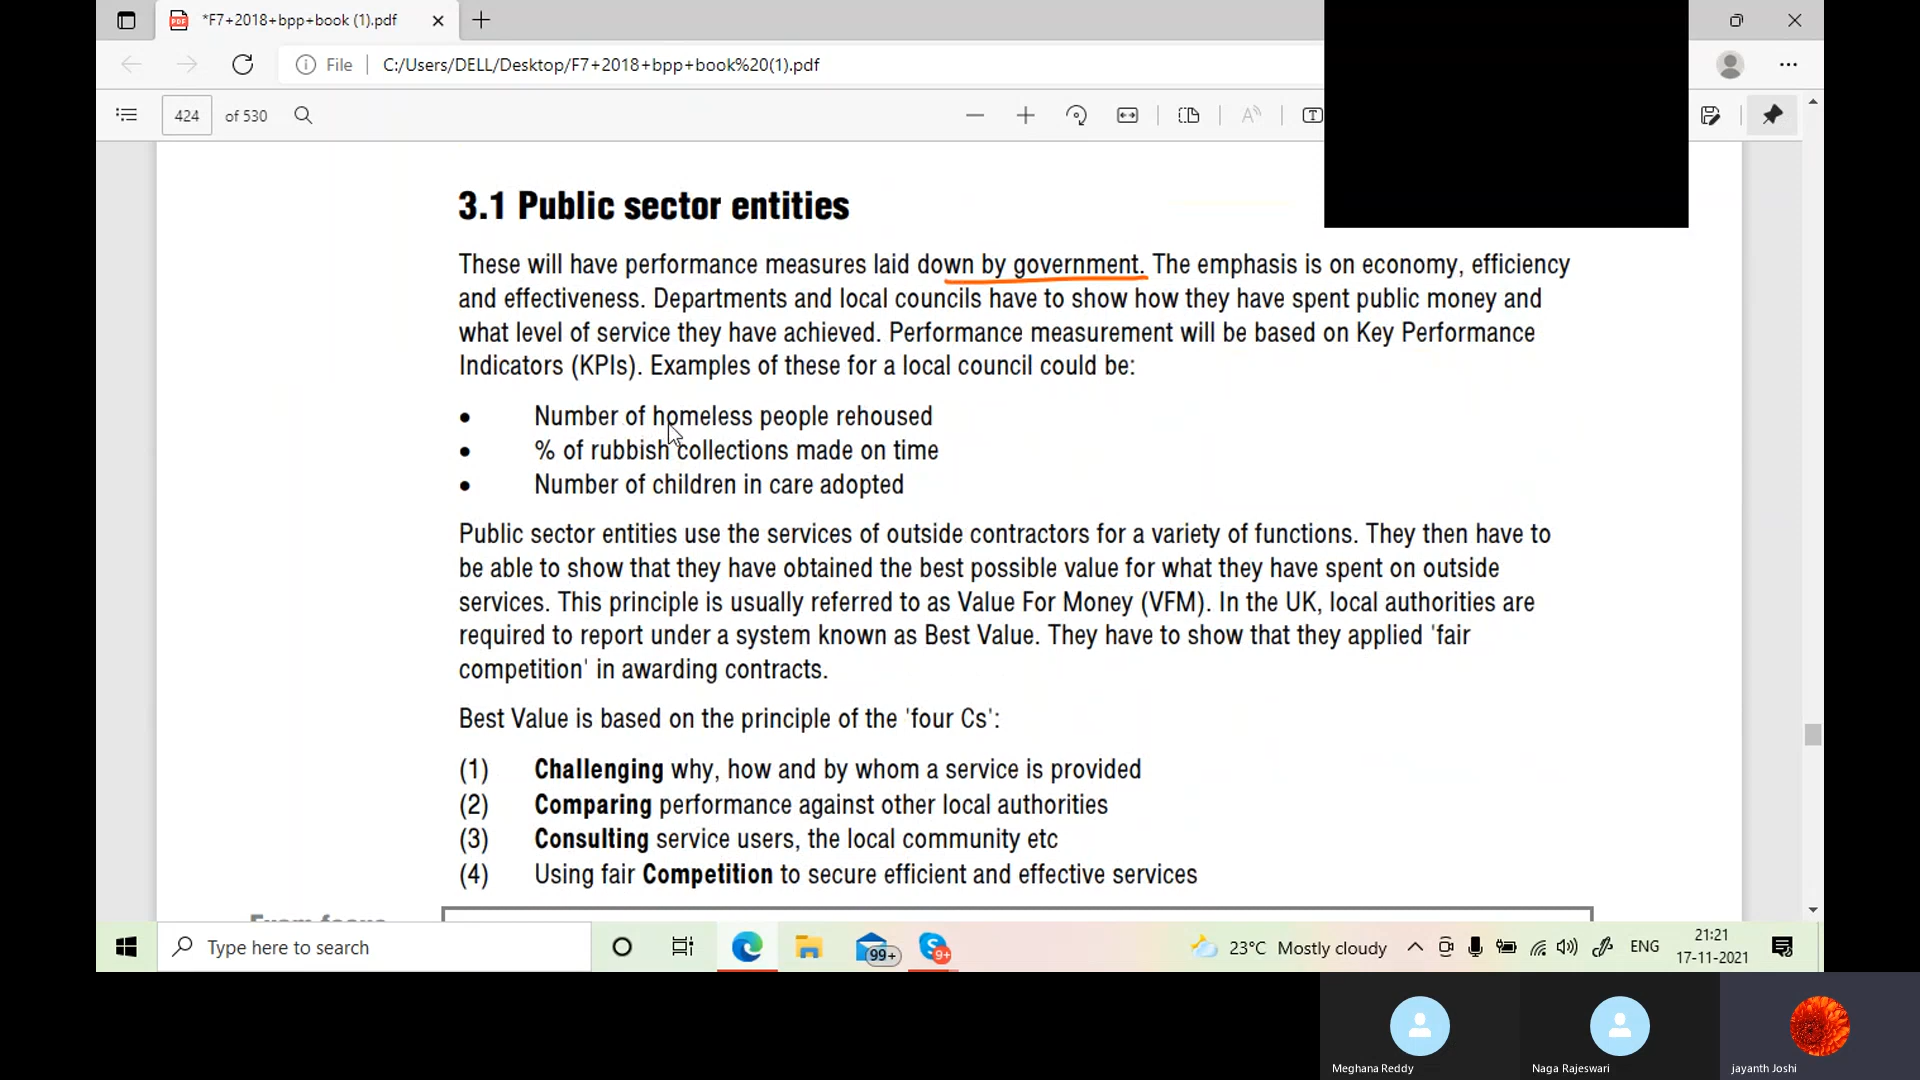 *F7+2018+bpp+book (1).pdf
File
C:/Users/DELL/Desktop/F7+2018+bpp+book%20(1).pdf
424 of 530
3.1 Public sector entities
These will have performance measures laid down by government. The emphasis is on economy, efficiency
and effectiveness. Departments and local councils have to show how they have spent public money and
what level of service they have achieved. Performance measurement will be based on Key Performance
Indicators (KPIs). Examples of these for a local council could be:
• Number of homeless people rehoused
• % of rubbish collections made on time
• Number of children in care adopted
Public sector entities use the services of outside contractors for a variety of functions. They then have to
be able to show that they have obtained the best possible value for what they have spent on outside
services. This principle is usually referred to as Value For Money (VFM). In the UK, local authorities are
required to report under a system known as Best Value. They have to show that they applied 'fair
competition' in awarding contracts.
Best Value is based on the principle of the 'four Cs':
(1) Challenging why, how and by whom a service is provided
(2) Comparing performance against other local authorities
(3) Consulting service users, the local community etc
(4) Using fair Competition to secure efficient and effective services
Exam focus
Type here to search
99+
9+
23°C Mostly cloudy
ENG
21:21
17-11-2021
Meghana Reddy
Naga Rajeswari
jayanth Joshi